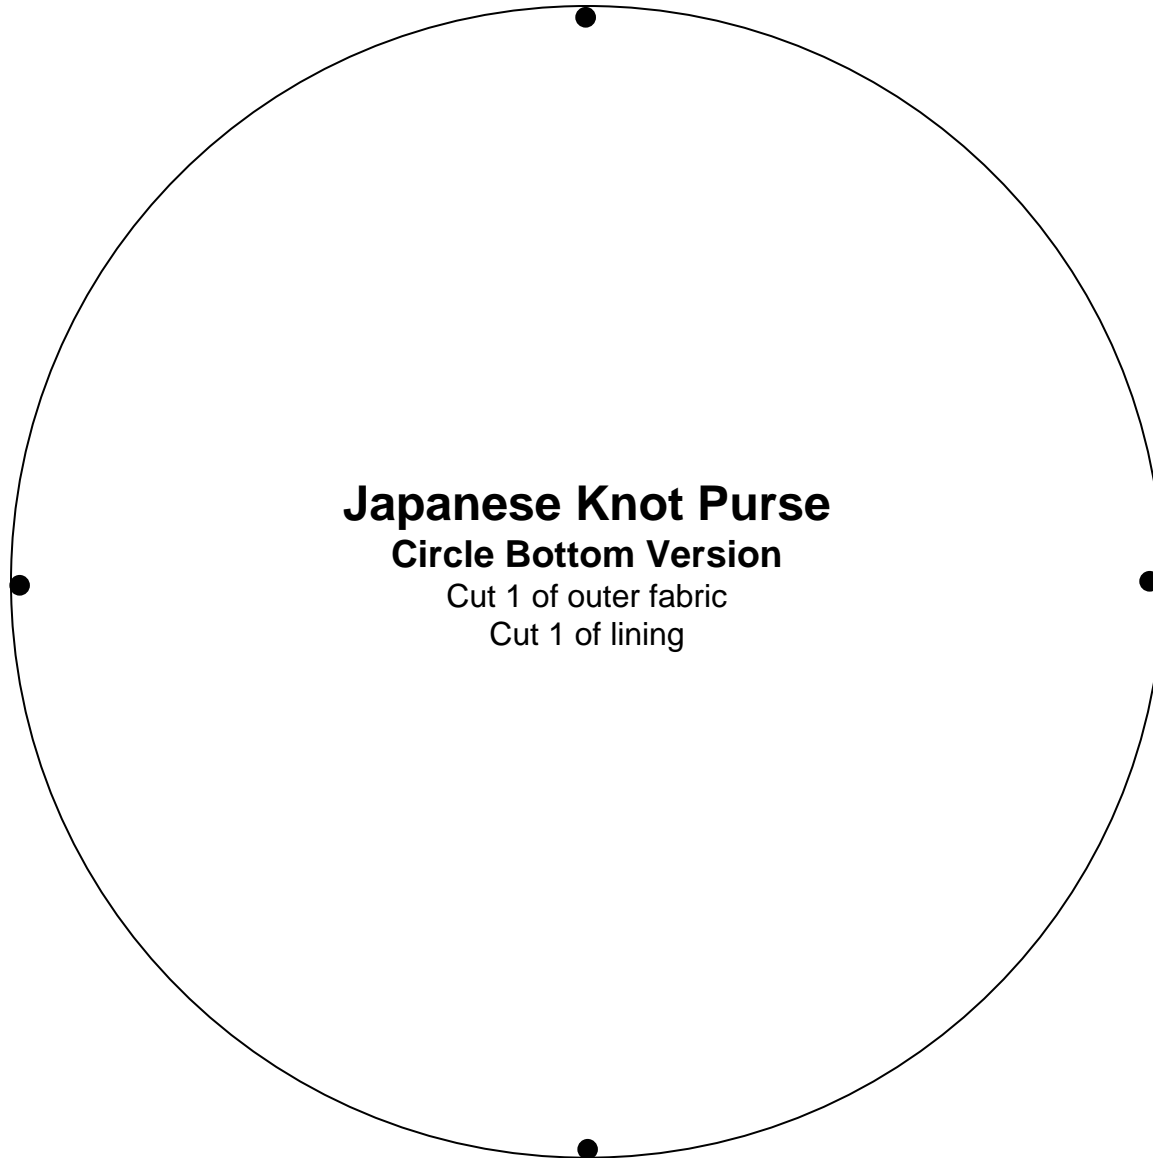 Japanese Knot Purse
Circle Bottom Version
Cut 1 of outer fabric
Cut 1 of lining